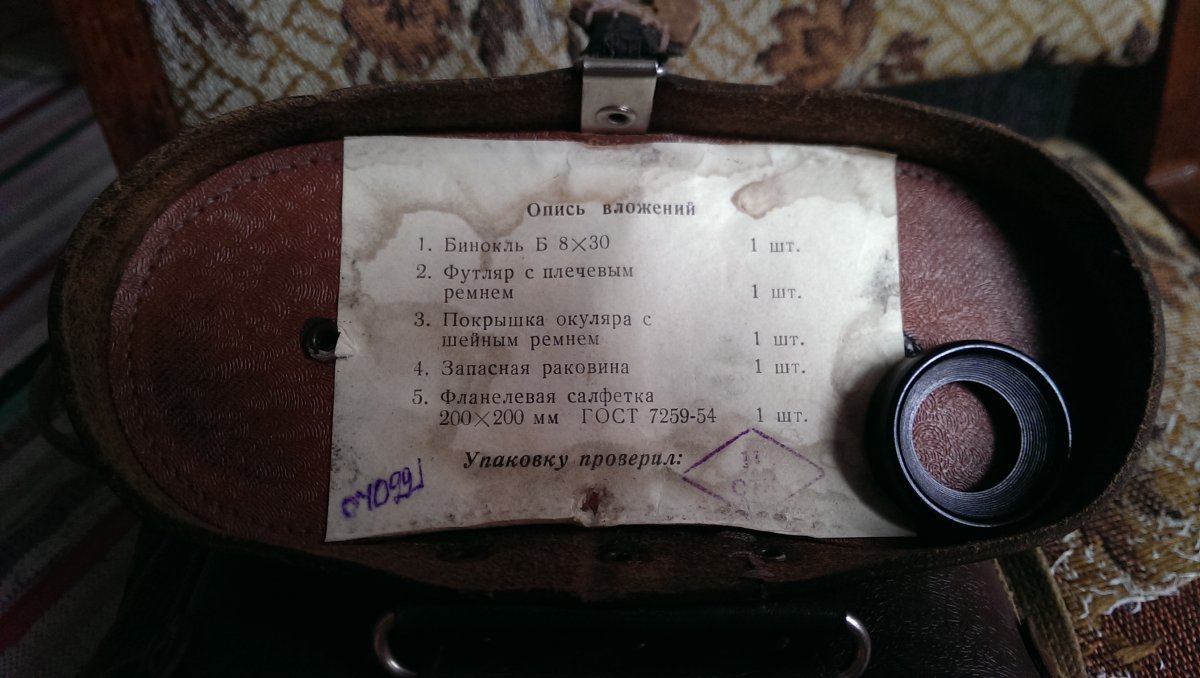 Опись вложений
1. Бинокль Б 8×30 1 шт.
2. Футляр с плечевым
ремнем 1 шт.
3. Покрышка окуляра с
шейным ремнем 1 шт.
4. Запасная раковина 1 шт.
5. Фланелевая салфетка
200×200 мм ГОСТ 7259-54 1 шт.
Упаковку проверил: